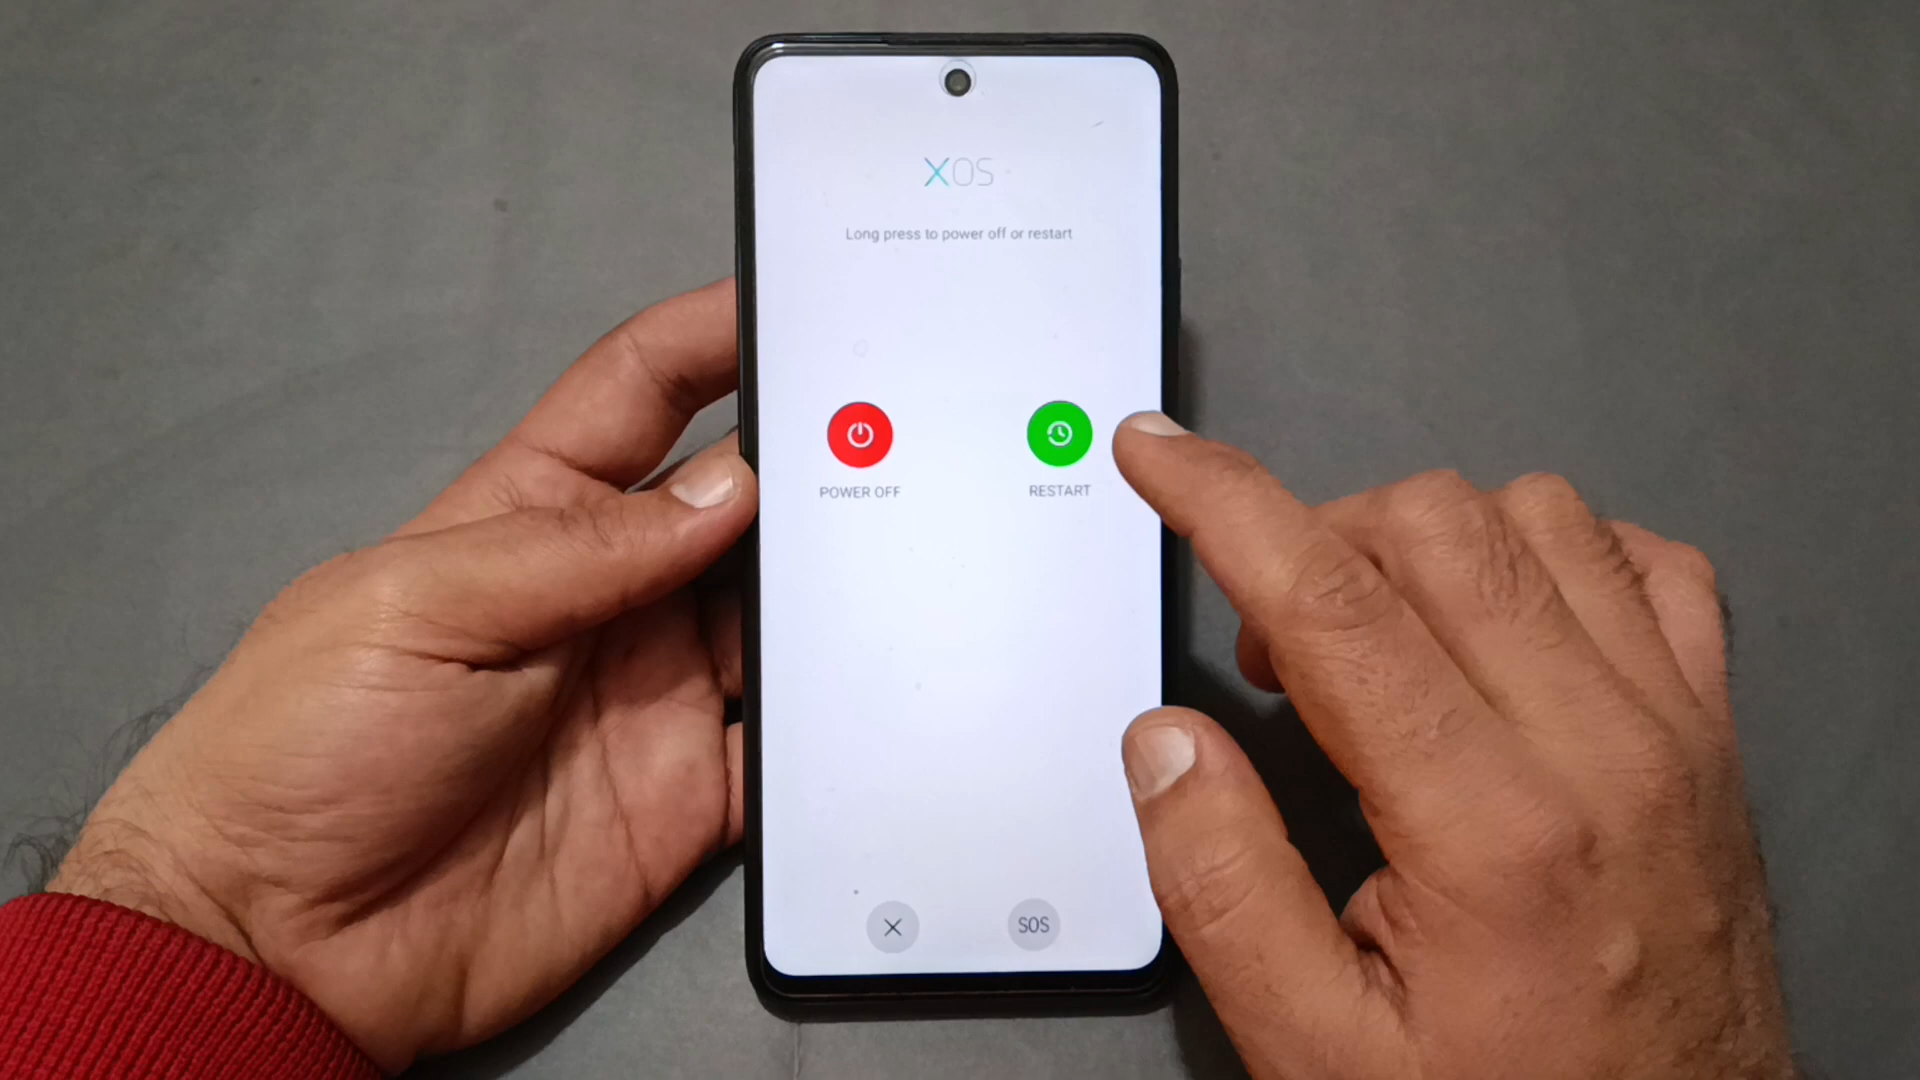 XOS
Long press to power off or restart
POWER OFF
RESTART
SOS